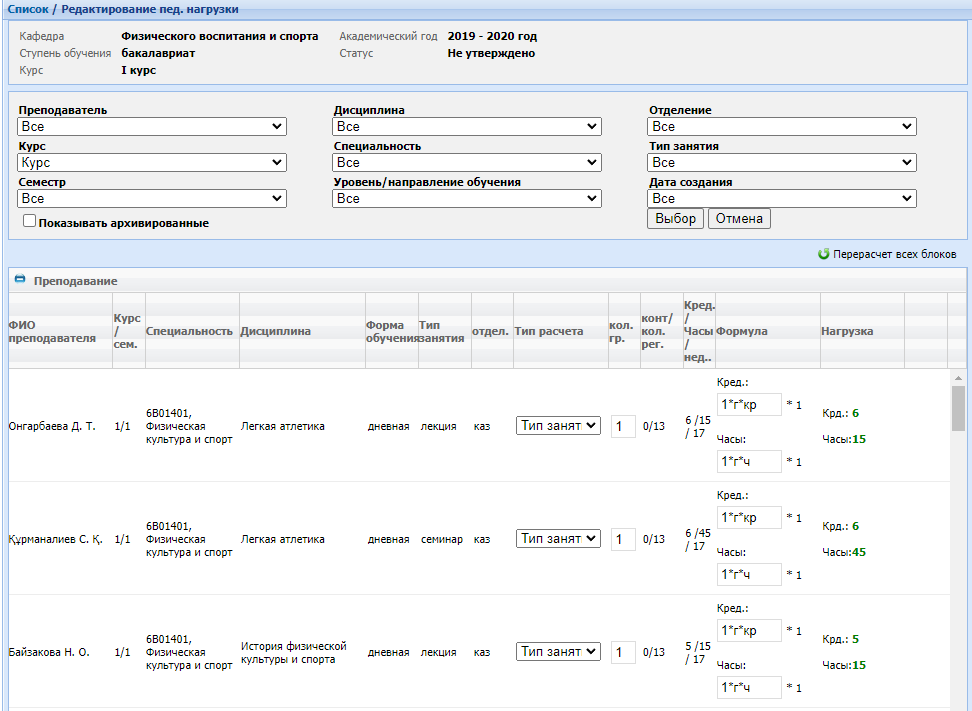 Список / Редактирование пед. нагрузки
Кафедра Физического воспитания и спорта Академический год 2019 - 2020 год
Ступень обучения бакалавриат Статус Не утверждено
Курс I курс
Преподаватель Дисциплина Отделение
Все Все Все
Курс Специальность Тип занятия
Курс Все Все
Семестр Уровень/направление обучения Дата создания
Все Все Все
Показывать архивированные Выбор Отмена
Перерасчет всех блоков
Преподавание
ФИО преподавателя Курс / сем. Специальность Дисциплина Форма обучения Тип занятия отдел. Тип расчета кол. гр. конт/ кол. рег. Кред. / Часы / нед.. Формула Нагрузка
Кред.:
1*г*кр * 1
Онгарбаева Д. Т. 1/1 6B01401, Физическая культура и спорт Легкая атлетика дневная лекция каз Тип занят 1 0/13 6 /15 / 17 Крд.: 6
Часы: Часы:15
1*г*ч * 1
Кред.:
1*г*кр * 1
Құрманалиев С. Қ. 1/1 6B01401, Физическая культура и спорт Легкая атлетика дневная семинар каз Тип занят 1 0/13 6 /45 / 17 Крд.: 6
Часы: Часы:45
1*г*ч * 1
Кред.:
1*г*кр * 1
Байзакова Н. О. 1/1 6B01401, Физическая культура и спорт История физической культуры и спорта дневная лекция каз Тип занят 1 0/13 5 /15 / 17 Крд.: 5
Часы: Часы:15
1*г*ч * 1